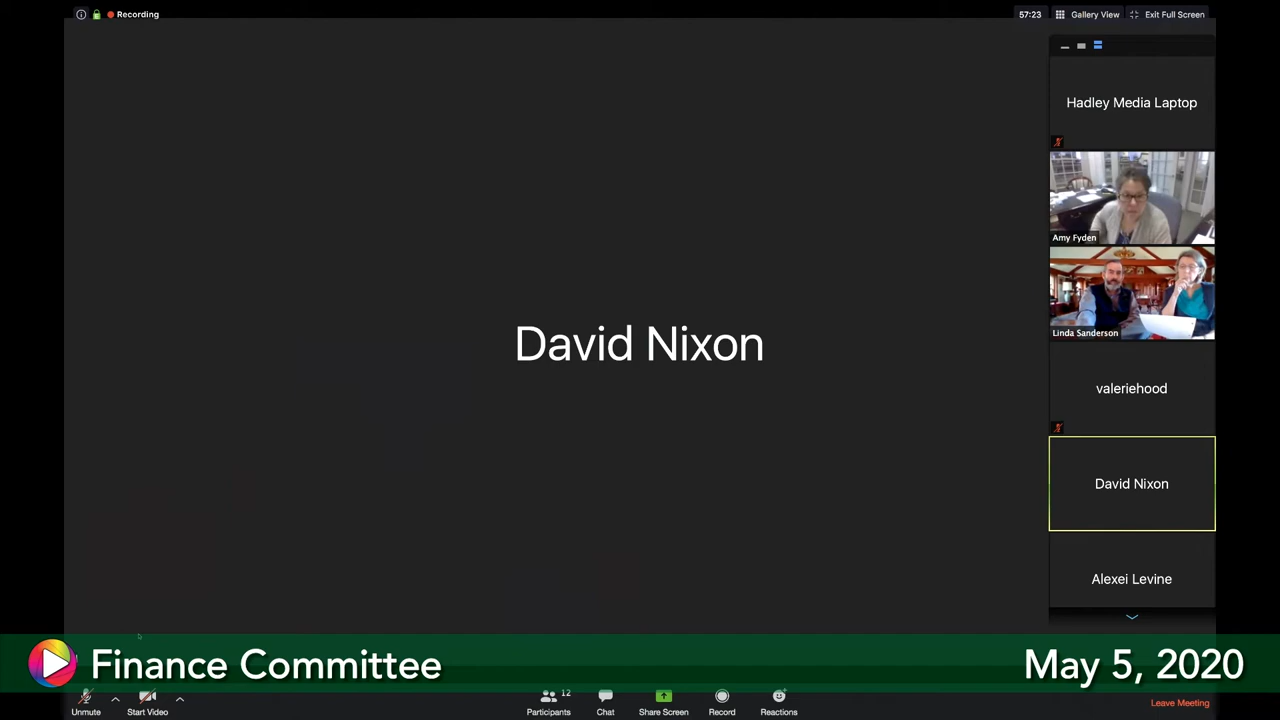 Recording
57:23
Gallery View
Exit Full Screen
Hadley Media Laptop
Amy Fyden
Linda Sanderson
valeriehood
David Nixon
David Nixon
Alexei Levine
Finance Committee
May 5, 2020
Unmute
Start Video
Participants
12
Chat
Share Screen
Record
Reactions
Leave Meeting